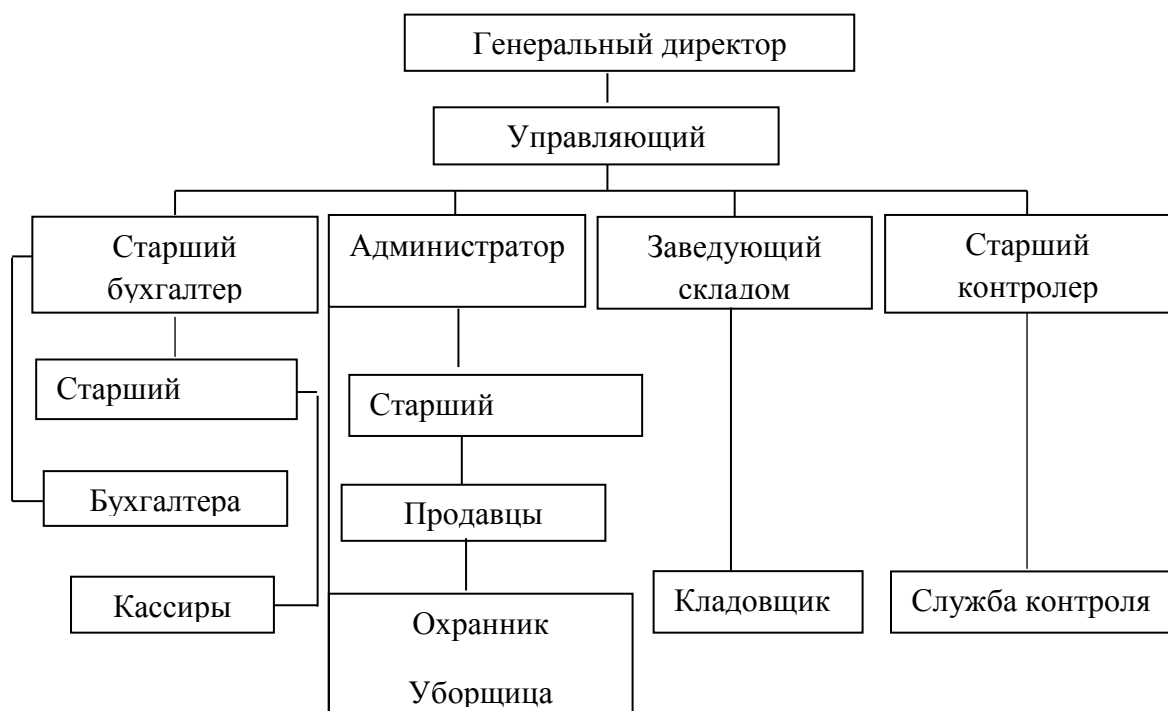 Генеральный директор
Управляющий
Старший
бухгалтер
Администратор
Заведующий
складом
Старший
контролер
Старший
Старший
Бухгалтера
Продавцы
Кассиры
Охранник
Уборщица
Кладовщик
Служба контроля